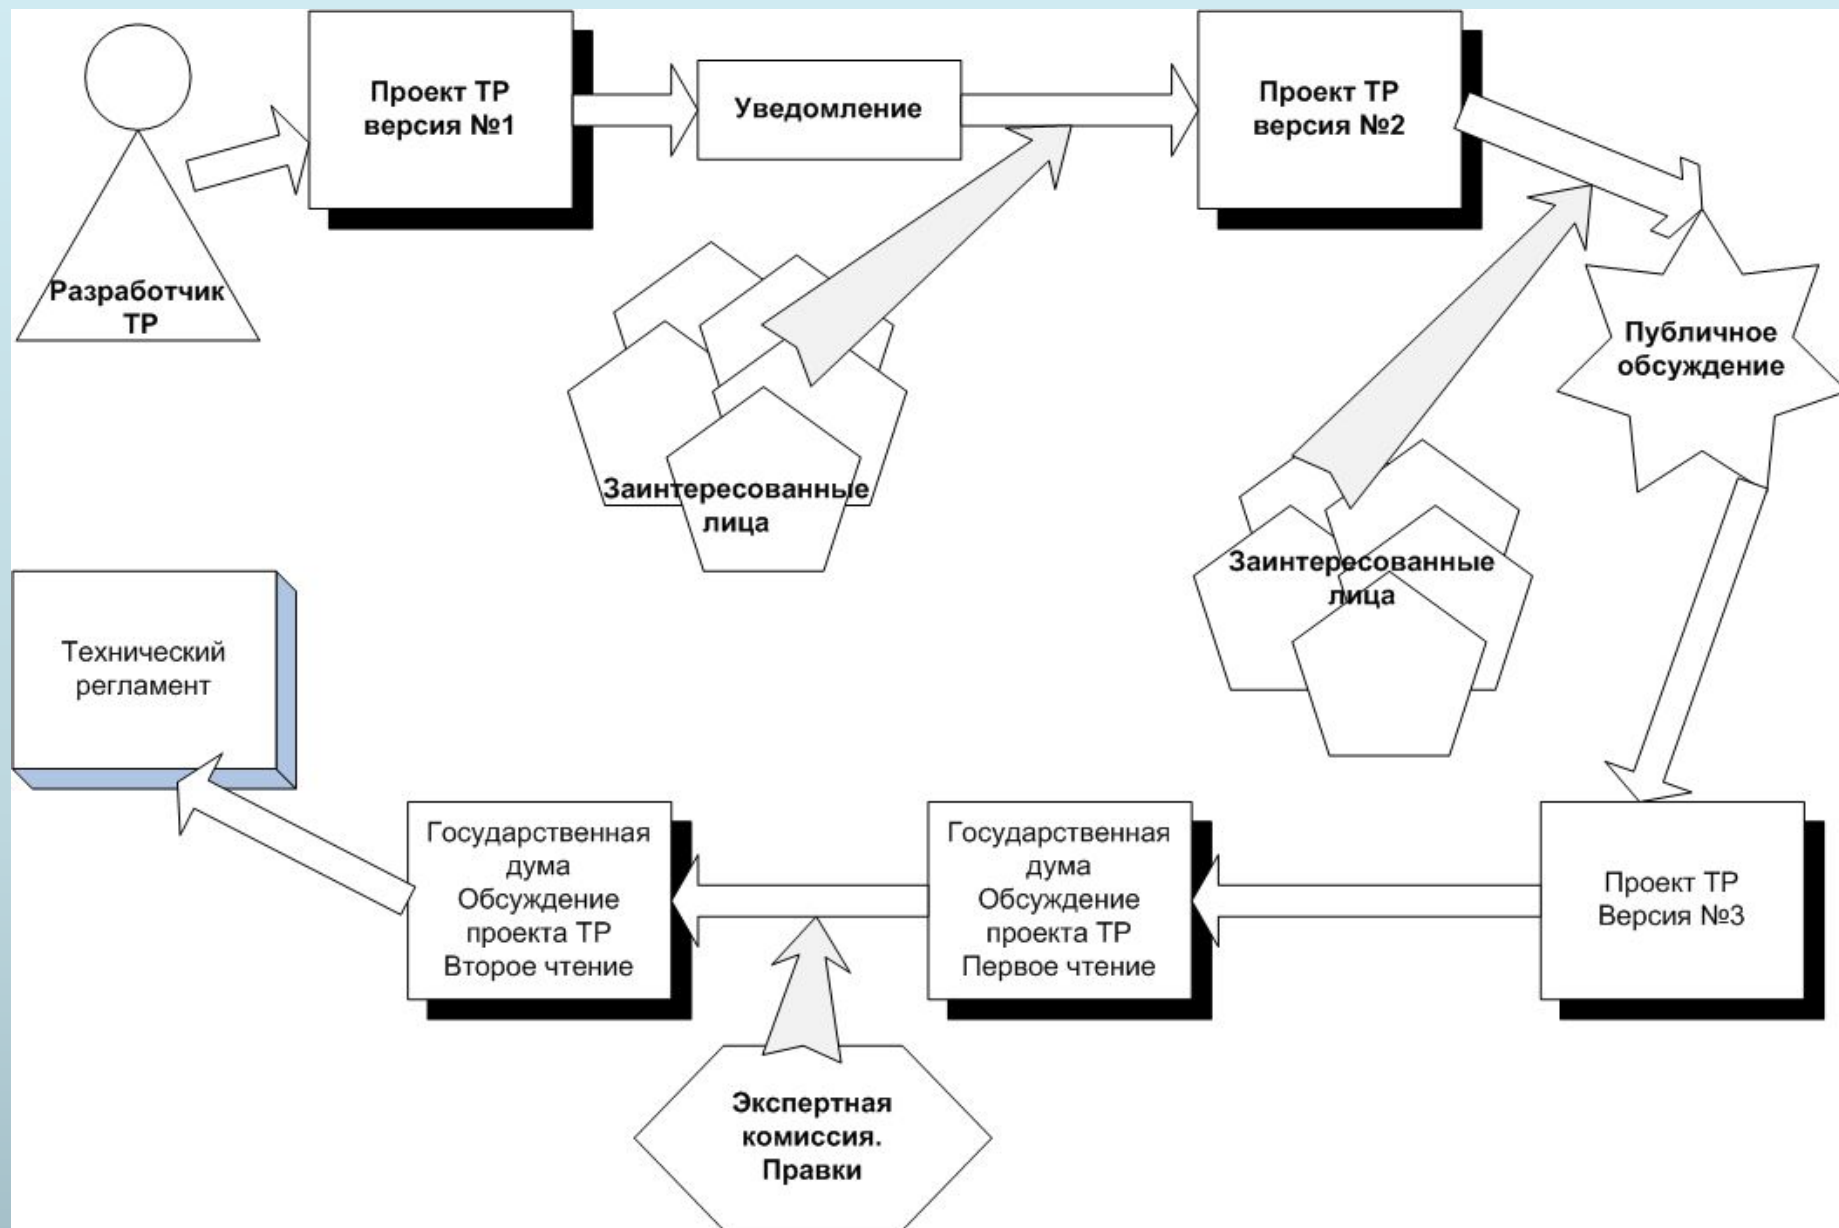 Проект ТР
версия №1
Уведомление
Проект ТР
версия №2
Разработчик
ТР
Публичное
обсуждение
Заинтересованные
лица
Заинтересованные
лица
Технический
регламент
Государственная
дума
Обсуждение
проекта ТР
Второе чтение
Государственная
дума
Обсуждение
проекта ТР
Первое чтение
Проект ТР
Версия №3
Экспертная
комиссия.
Правки